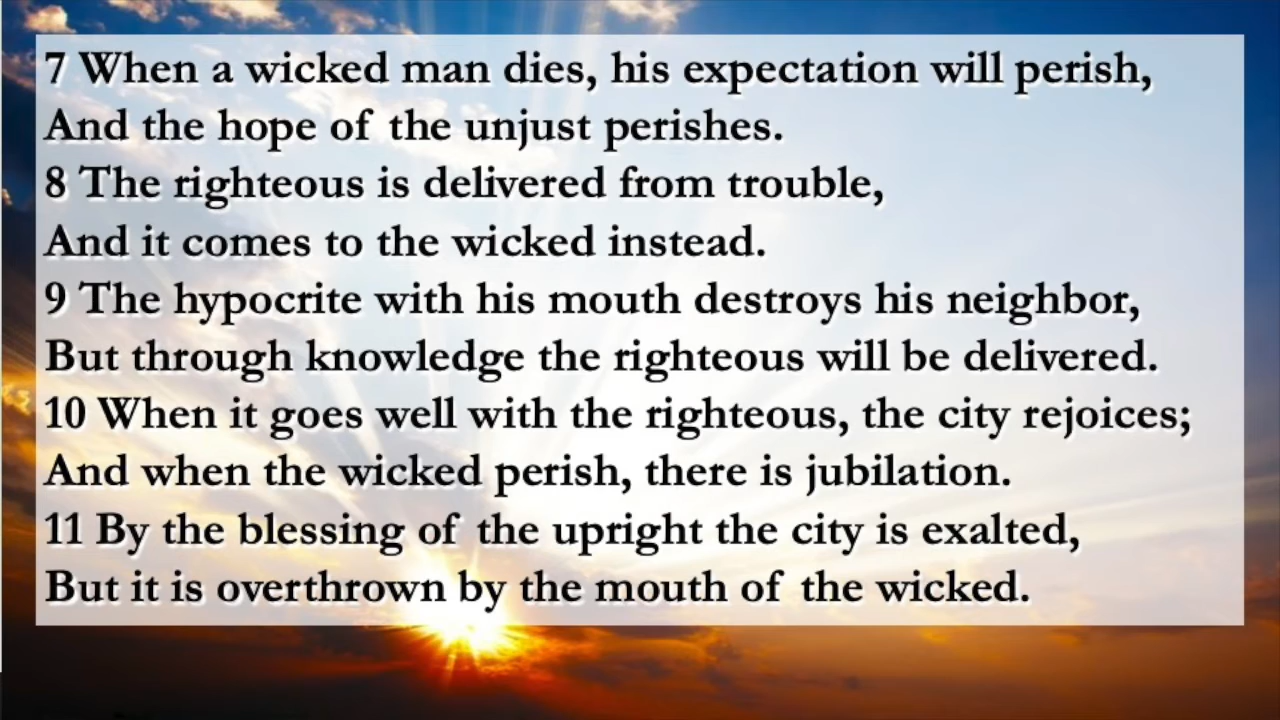 7 When a wicked man dies, his expectation will perish,
And the hope of the unjust perishes.
8 The righteous is delivered from trouble,
And it comes to the wicked instead.
9 The hypocrite with his mouth destroys his neighbor,
But through knowledge the righteous will be delivered.
10 When it goes well with the righteous, the city rejoices;
And when the wicked perish, there is jubilation.
11 By the blessing of the upright the city is exalted,
But it is overthrown by the mouth of the wicked.